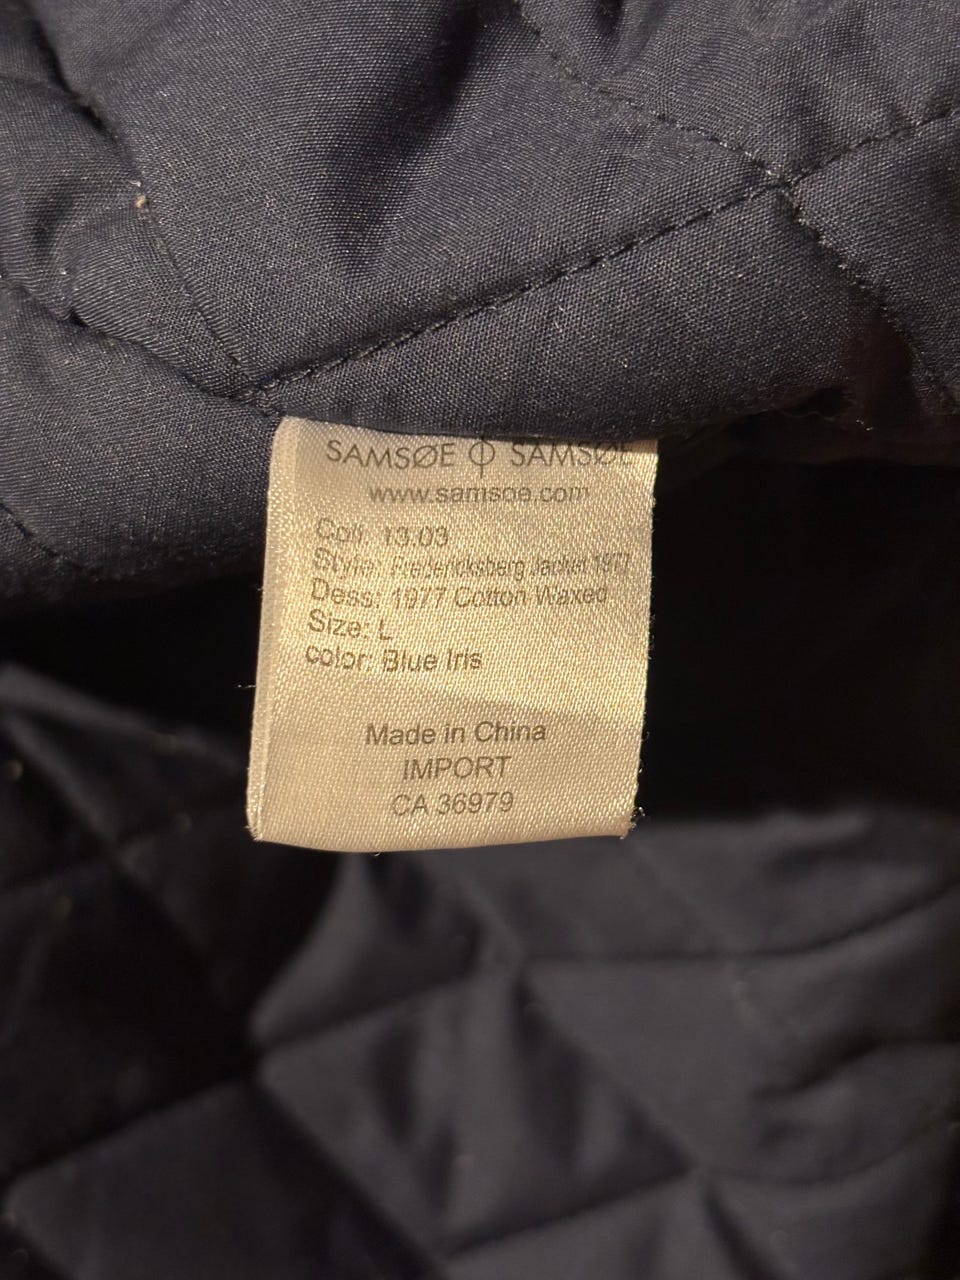 SAMSØE φ SAMSØE
www.samsoe.com
Coll. 13.03
Style: Fredericksberg Jacket 1977
Dess: 1977 Cotton Waxed
Size: L
color: Blue Iris
Made in China
IMPORT
CA 36979